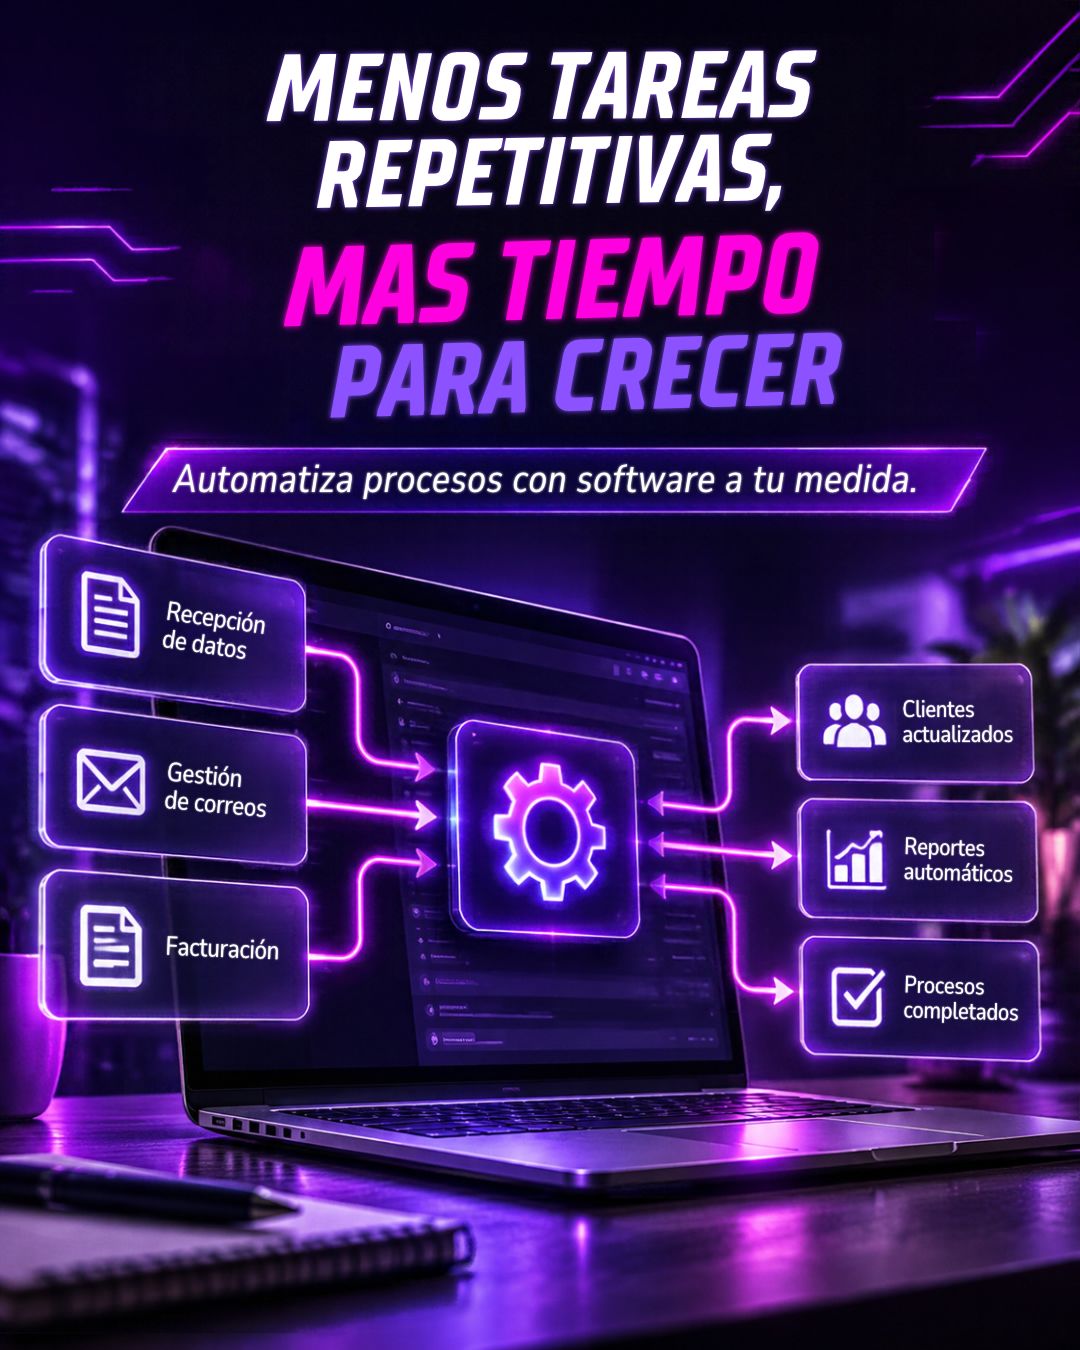 MENOS TAREAS
REPETITIVAS,
MAS TIEMPO
PARA CRECER
Automatiza procesos con software a tu medida.
Recepción
de datos
Gestión
de correos
Facturación
Clientes
actualizados
Reportes
automáticos
Procesos
completados